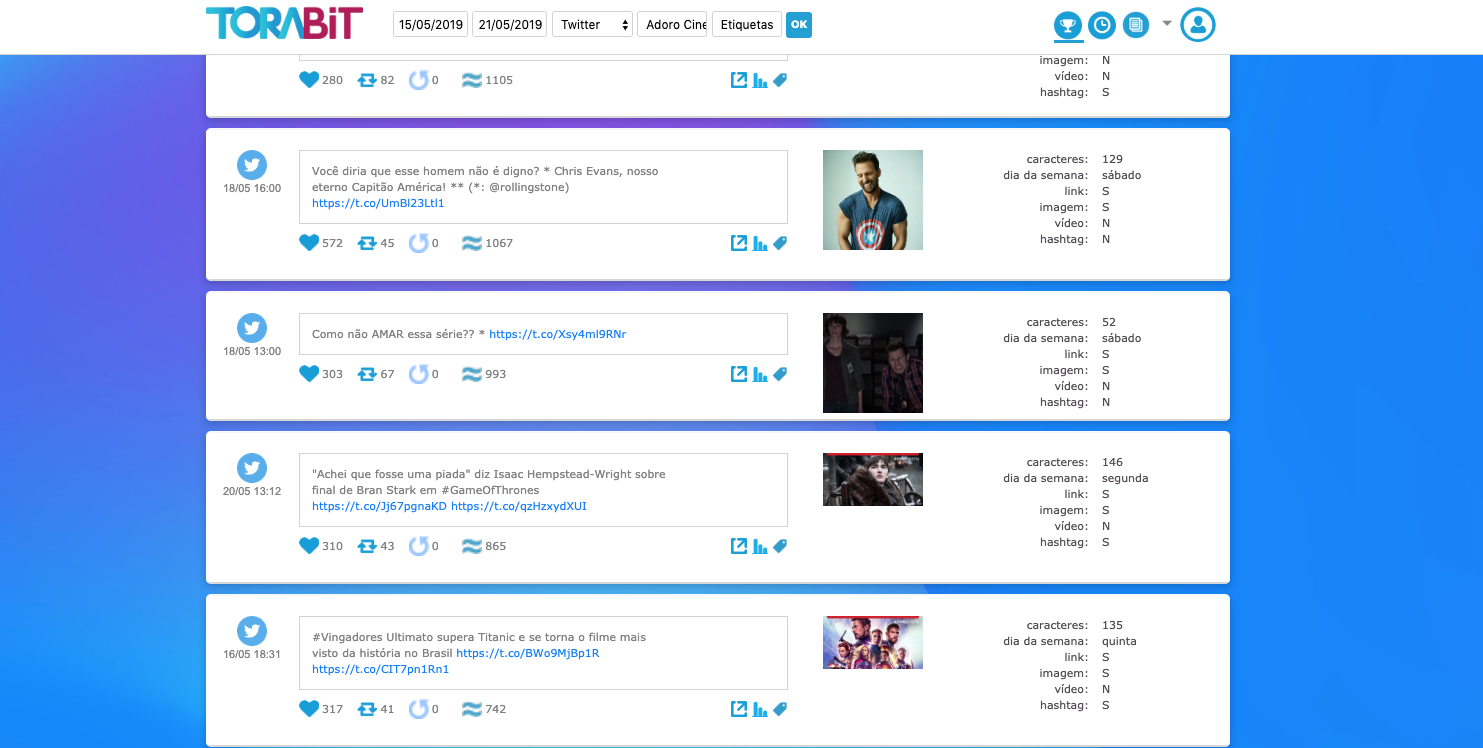 TORABiT
15/05/2019 21/05/2019 Twitter Adoro Cine Etiquetas OK
imagem: N
vídeo: N
hashtag: S
280 82 0 1105
18/05 16:00
Você diria que esse homem não é digno? * Chris Evans, nosso
eterno Capitão América! ** (*: @rollingstone)
https://t.co/UmBl23Ltl1
572 45 0 1067
caracteres: 129
dia da semana: sábado
link: S
imagem: S
vídeo: N
hashtag: N
18/05 13:00
Como não AMAR essa série?? * https://t.co/Xsy4ml9RNr
303 67 0 993
caracteres: 52
dia da semana: sábado
link: S
imagem: S
vídeo: N
hashtag: N
20/05 13:12
"Achei que fosse uma piada" diz Isaac Hempstead-Wright sobre
final de Bran Stark em #GameOfThrones
https://t.co/Jj67pgnaKD https://t.co/qzHzxydXUI
310 43 0 865
caracteres: 146
dia da semana: segunda
link: S
imagem: S
vídeo: N
hashtag: S
16/05 18:31
#Vingadores Ultimato supera Titanic e se torna o filme mais
visto da história no Brasil https://t.co/BWo9MjBp1R
https://t.co/CIT7pn1Rn1
317 41 0 742
caracteres: 135
dia da semana: quinta
link: S
imagem: S
vídeo: N
hashtag: S